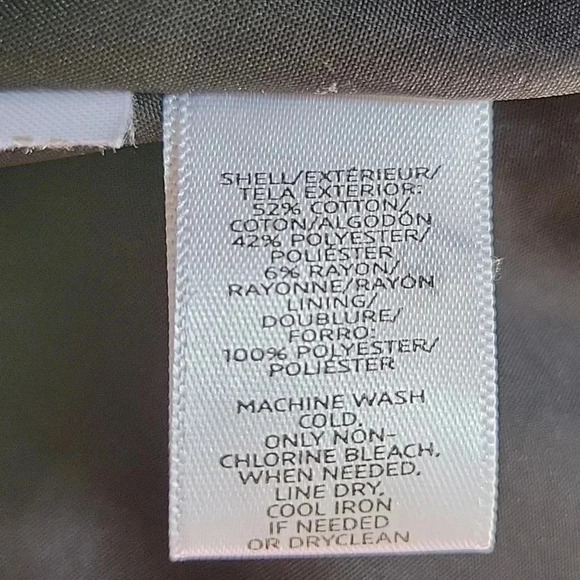 SHELL/EXTÉRIEUR/
TELA EXTERIOR:
52% COTTON/
COTON/ALGODÓN
42% POLYESTER/
POLIÉSTER
6% RAYON/
RAYONNE/RAYÓN
LINING/
DOUBLURE/
FORRO:
100% POLYESTER/
POLIÉSTER
MACHINE WASH
COLD.
ONLY NON-
CHLORINE BLEACH,
WHEN NEEDED.
LINE DRY.
COOL IRON
IF NEEDED
OR DRYCLEAN